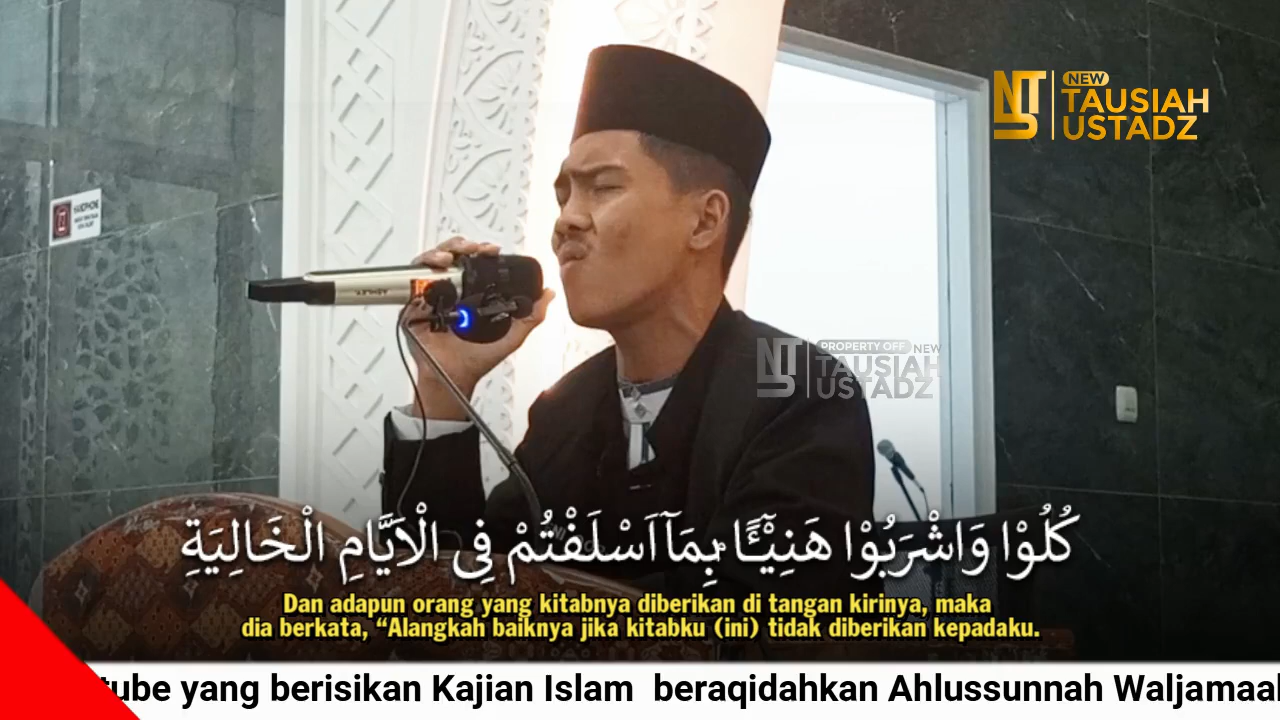 NEW
TAUSIAH
USTADZ
PROPERTY OFF NEW
TAUSIAH
USTADZ
كُلُوْا وَاشْرَبُوْا هَنِيْۤـًٔا ۢبِمَآ اَسْلَفْتُمْ فِى الْاَيَّامِ الْخَالِيَةِ
Dan adapun orang yang kitabnya diberikan di tangan kirinya, maka
dia berkata, “Alangkah baiknya jika kitabku (ini) tidak diberikan kepadaku.
tube yang berisikan Kajian Islam beraqidahkan Ahlussunnah Waljamaah